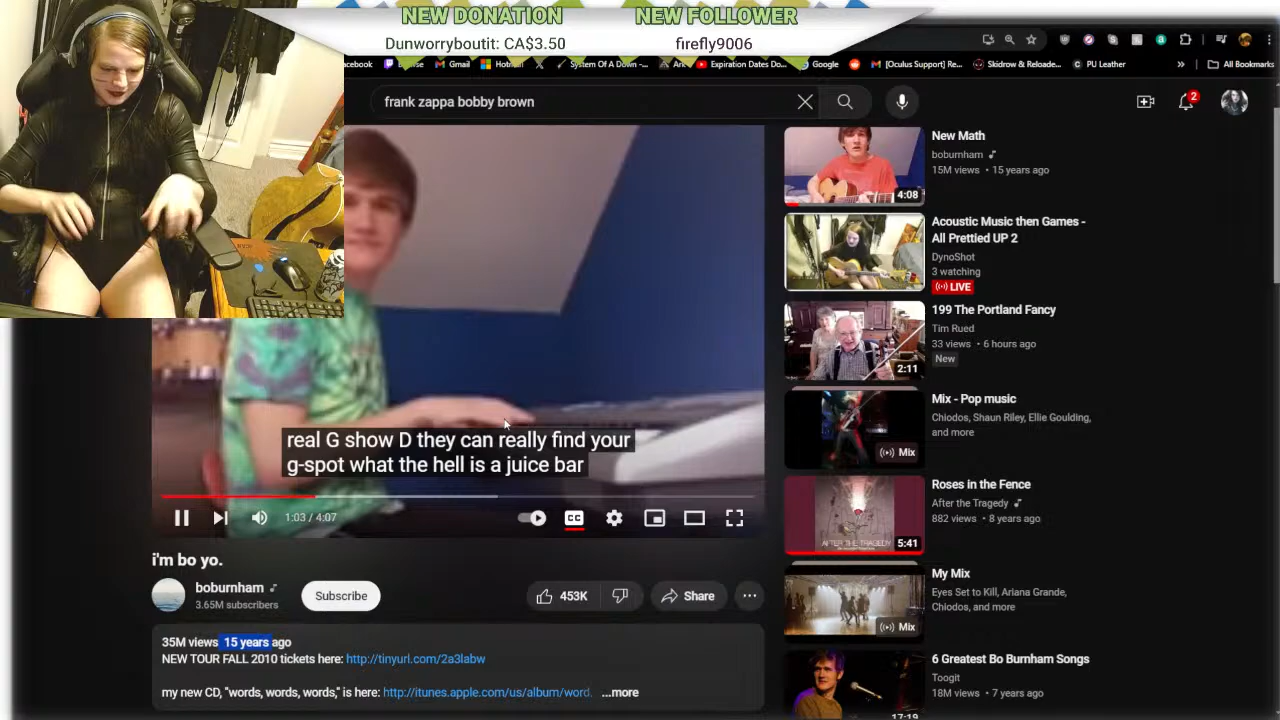 NEW DONATION
NEW FOLLOWER
Dunworryboutit: CA$3.50
firefly9006
Gmail
System Of A Down -...
Expiration Dates Do...
Google
[Oculus Support] Re...
Skidrow & Reloade...
PU Leather
»
All Bookmarks
frank zappa bobby brown
2
real G show D they can really find your
g-spot what the hell is a juice bar
1:03 / 4:07
CC
i'm bo yo.
boburnham
3.65M subscribers
Subscribe
453K
Share
35M views 15 years ago
NEW TOUR FALL 2010 tickets here: http://tinyurl.com/2a3labw
my new CD, "words, words, words," is here: http://itunes.apple.com/us/album/word. ...more
4:08
New Math
boburnham
15M views • 15 years ago
Acoustic Music then Games -
All Prettied UP 2
DynoShot
3 watching
LIVE
2:11
199 The Portland Fancy
Tim Rued
33 views • 6 hours ago
New
Mix
Mix - Pop music
Chiodos, Shaun Riley, Ellie Goulding,
and more
AFTER THE TRAGEDY
5:41
Roses in the Fence
After the Tragedy
882 views • 8 years ago
Mix
My Mix
Eyes Set to Kill, Ariana Grande,
Chiodos, and more
17:19
6 Greatest Bo Burnham Songs
Toogit
18M views • 7 years ago